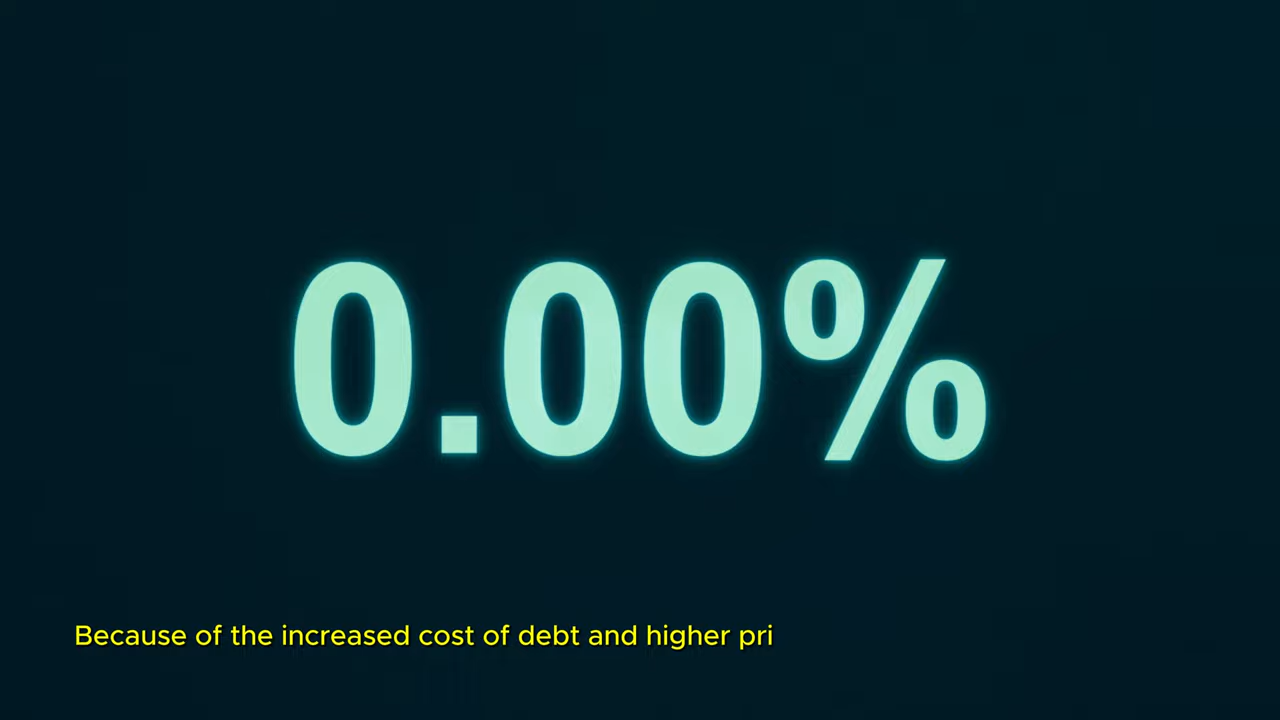 0.00%
Because of the increased cost of debt and higher pri